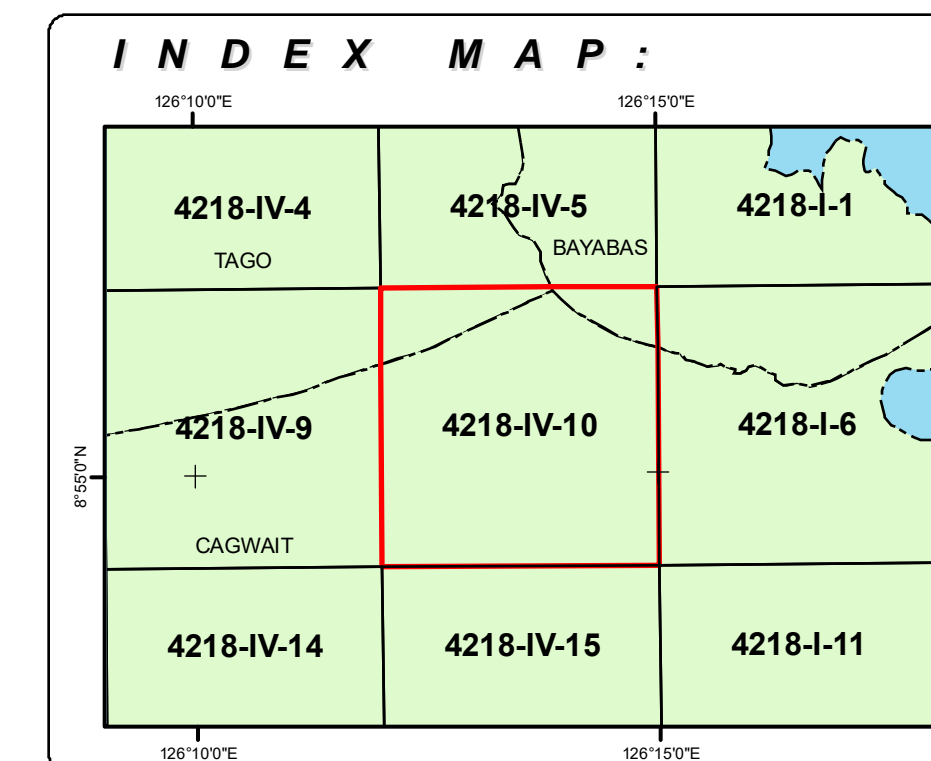 INDEX MAP:
126°10'0"E 126°15'0"E
4218-IV-4 4218-IV-5 4218-I-1
TAGO BAYABAS
4218-IV-9 4218-IV-10 4218-I-6
8°55'0"N
CAGWAIT
4218-IV-14 4218-IV-15 4218-I-11
126°10'0"E 126°15'0"E